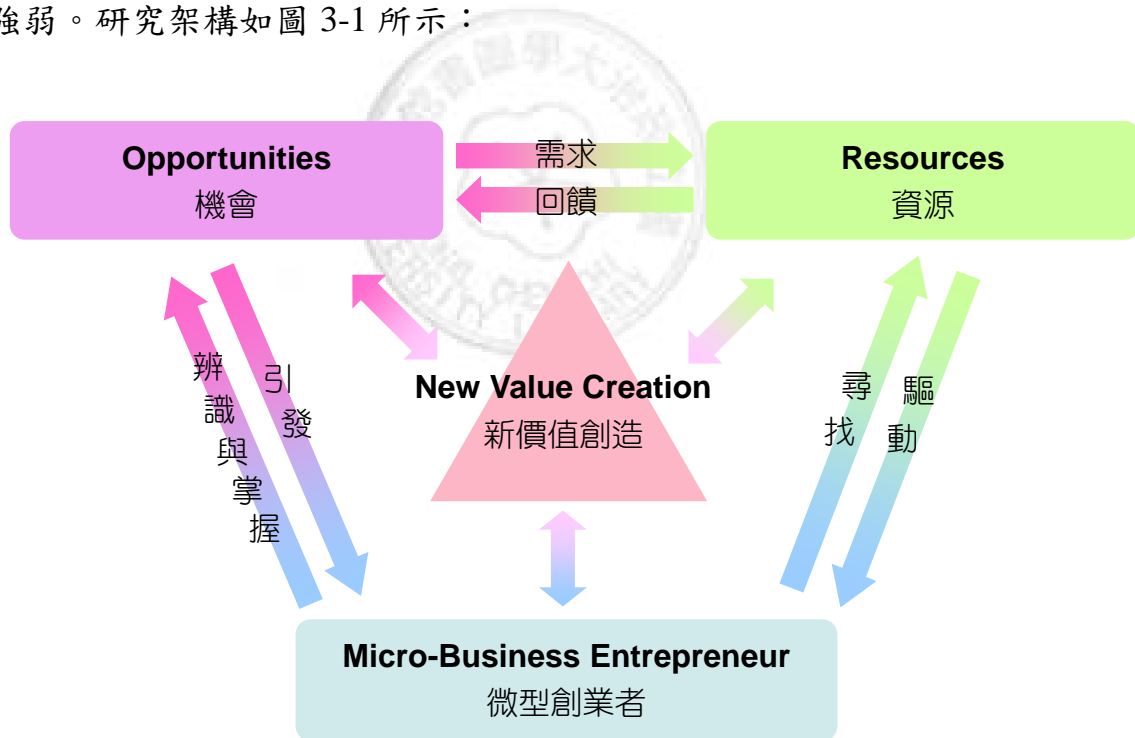 強弱。研究架構如圖 3-1 所示：
Opportunities
機會
需求
回饋
Resources
資源
辨識與掌握
引發
New Value Creation
新價值創造
尋找
驅動
Micro-Business Entrepreneur
微型創業者